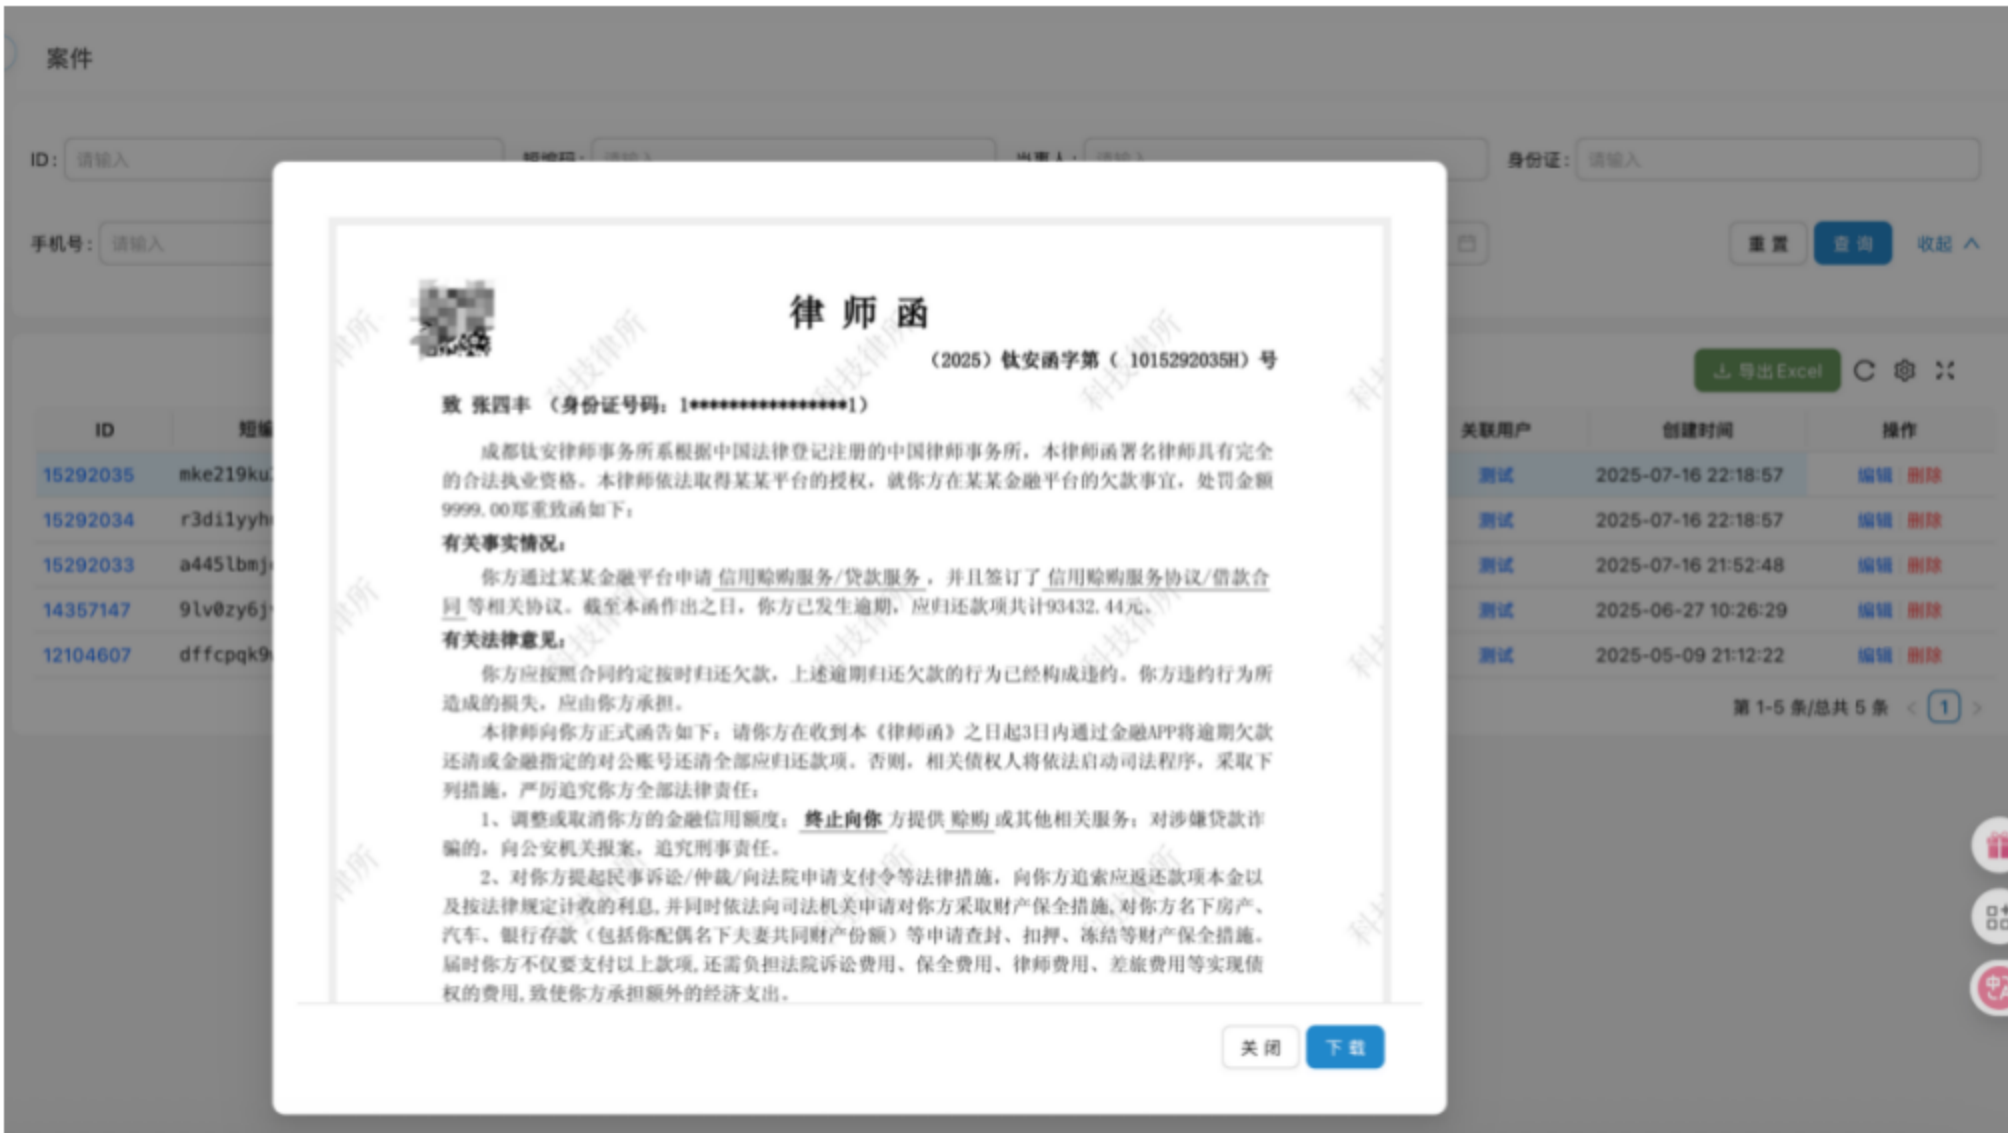 案件
ID: 请输入
请输入
请输入
身份证: 请输入
手机号: 请输入
重置 查询 收起
导出Excel
ID 短编 关联用户 创建时间 操作
15292035 mke219ku 测试 2025-07-16 22:18:57 编辑 删除
15292034 r3di1yyh 测试 2025-07-16 22:18:57 编辑 删除
15292033 a445lbmj 测试 2025-07-16 21:52:48 编辑 删除
14357147 9lv0zy6j 测试 2025-06-27 10:26:29 编辑 删除
12104607 dffcpqk9 测试 2025-05-09 21:12:22 编辑 删除
第 1-5 条/总共 5 条 < 1 >
律师函
（2025）钛安函字第（ 1015292035H）号
致 张四丰 （身份证号码：1****************1）
成都钛安律师事务所系根据中国法律登记注册的中国律师事务所，本律师函署名律师具有完全
的合法执业资格。本律师依法取得某某平台的授权，就你方在某某金融平台的欠款事宜，处罚金额
9999.00郑重致函如下：
有关事实情况：
你方通过某某金融平台申请 信用赊购服务/贷款服务 ，并且签订了 信用赊购服务协议/借款合
同 等相关协议。截至本函作出之日，你方已发生逾期，应归还款项共计93432.44元。
有关法律意见：
你方应按照合同约定按时归还欠款，上述逾期归还欠款的行为已经构成违约。你方违约行为所
造成的损失，应由你方承担。
本律师向你方正式函告如下：请你方在收到本《律师函》之日起3日内通过金融APP将逾期欠款
还清或金融指定的对公账号还清全部应归还款项。否则，相关债权人将依法启动司法程序，采取下
列措施，严厉追究你方全部法律责任：
1、调整或取消你方的金融信用额度； 终止向你 方提供 赊购 或其他相关服务；对涉嫌贷款诈
骗的，向公安机关报案，追究刑事责任。
2、对你方提起民事诉讼/仲裁/向法院申请支付令等法律措施，向你方追索应返还款项本金以
及按法律规定计收的利息,并同时依法向司法机关申请对你方采取财产保全措施,对你方名下房产、
汽车、银行存款（包括你配偶名下夫妻共同财产份额）等申请查封、扣押、冻结等财产保全措施。
届时你方不仅要支付以上款项,还需负担法院诉讼费用、保全费用、律师费用、差旅费用等实现债
权的费用,致使你方承担额外的经济支出。
科技律所
关闭 下载